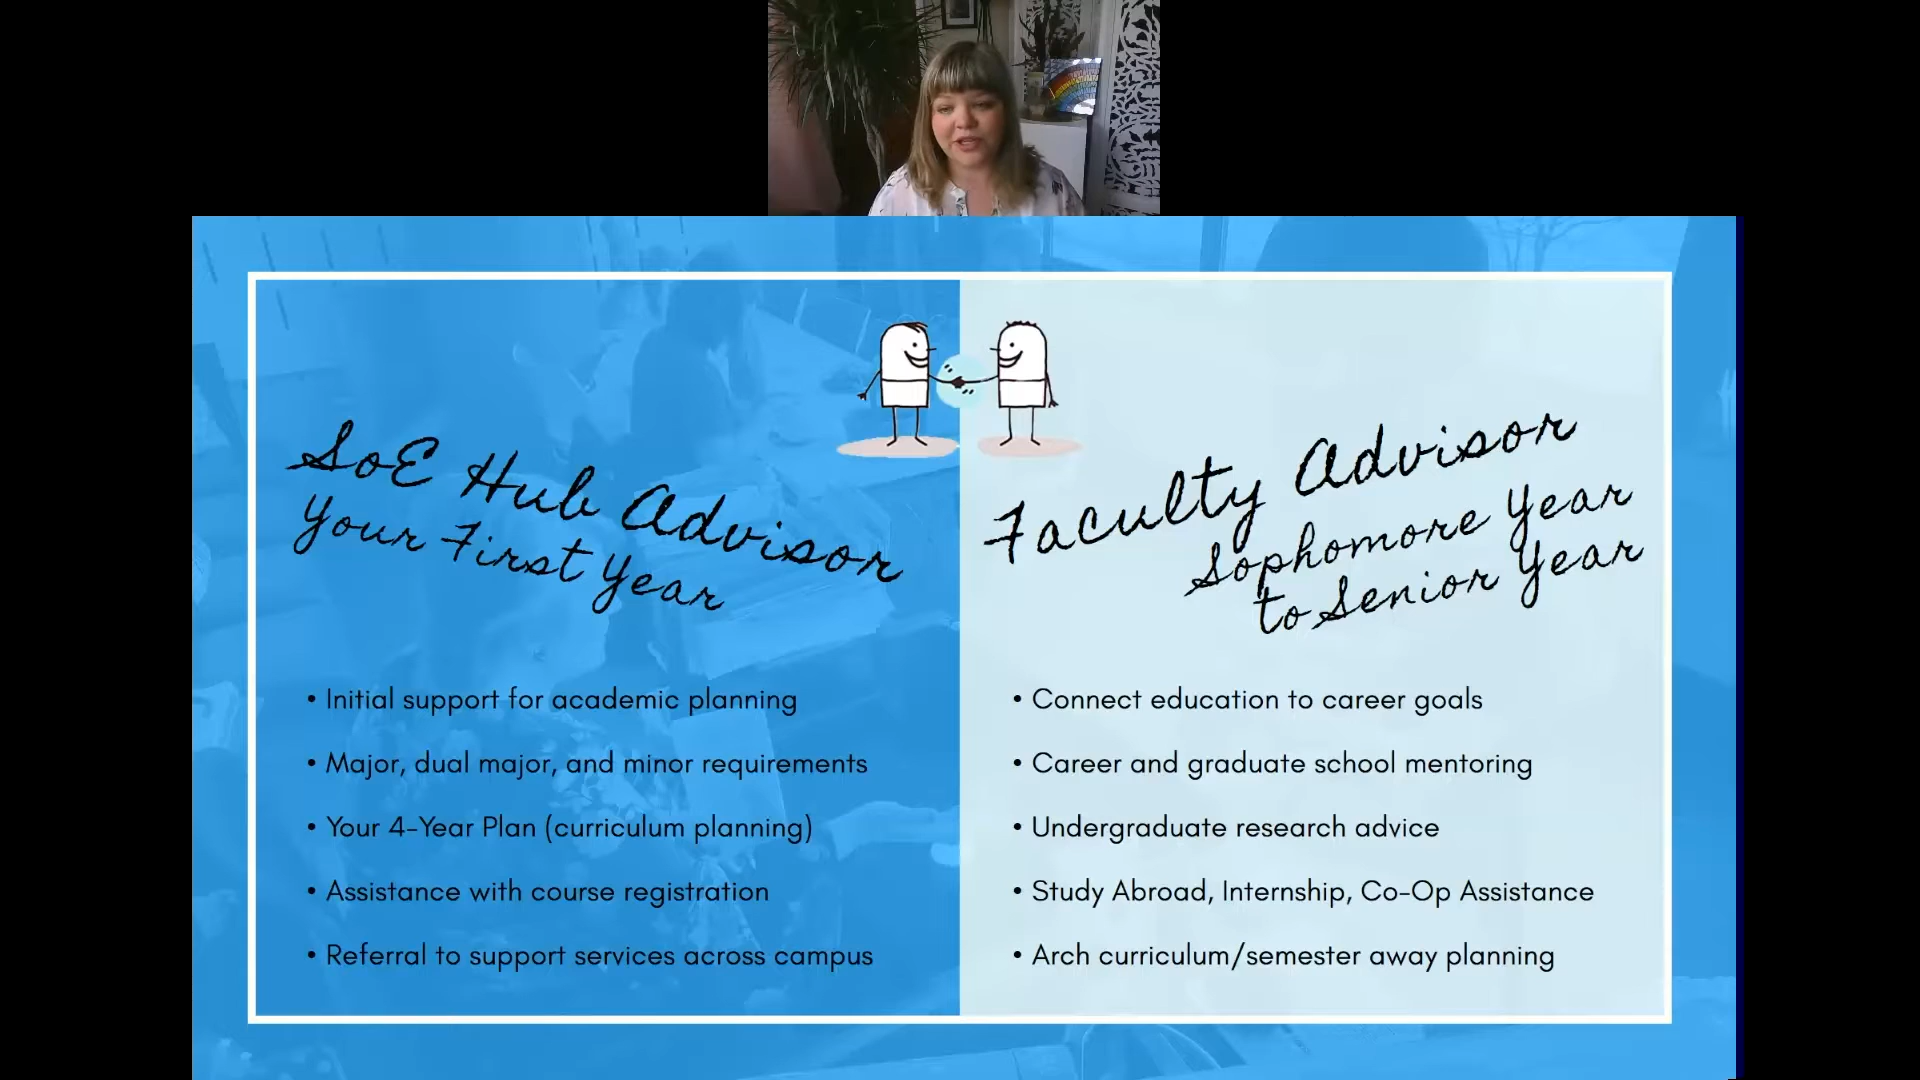 SoE Hub Advisor
Your First Year
• Initial support for academic planning
• Major, dual major, and minor requirements
• Your 4-Year Plan (curriculum planning)
• Assistance with course registration
• Referral to support services across campus
Faculty Advisor
Sophomore Year
to Senior Year
• Connect education to career goals
• Career and graduate school mentoring
• Undergraduate research advice
• Study Abroad, Internship, Co-Op Assistance
• Arch curriculum/semester away planning